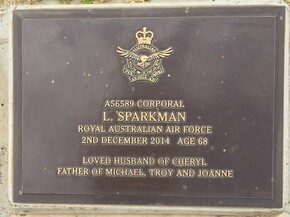 AUSTRALIAN
A56589 CORPORAL
L. SPARKMAN
ROYAL AUSTRALIAN AIR FORCE
2ND DECEMBER 2014 AGE 68
LOVED HUSBAND OF CHERYL
FATHER OF MICHAEL, TROY AND JOANNE